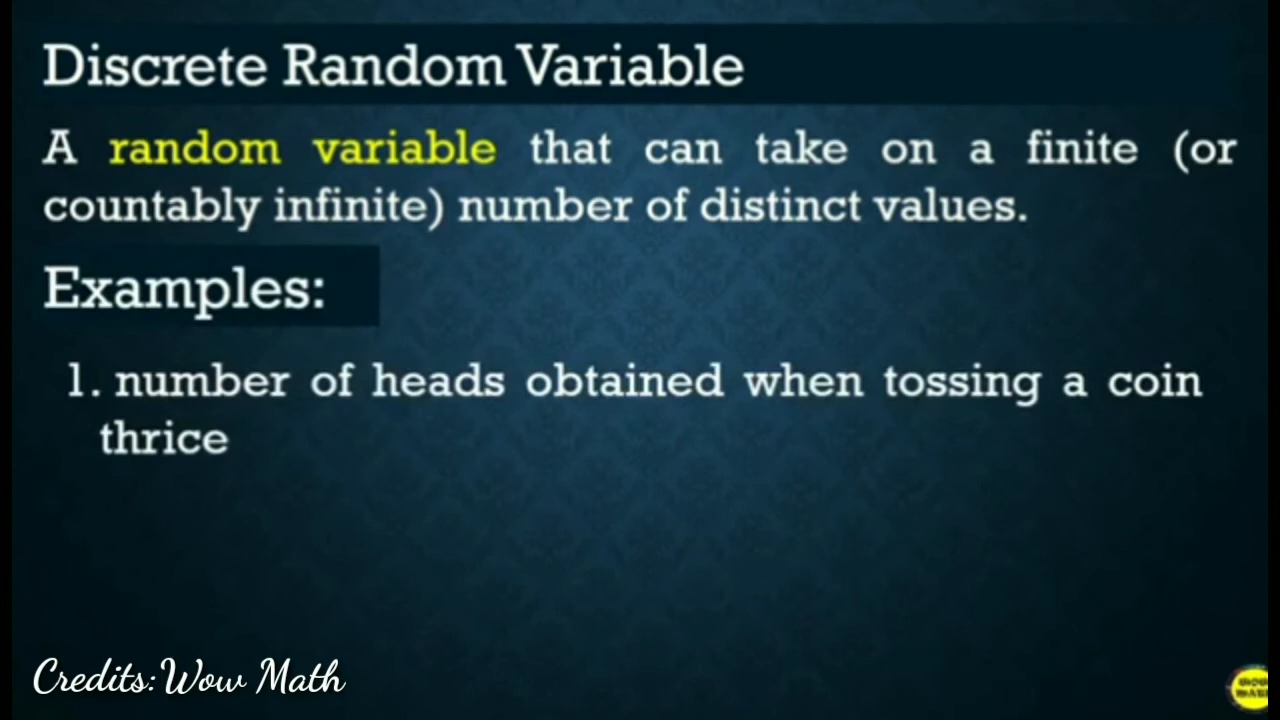 Discrete Random Variable
A random variable that can take on a finite (or
countably infinite) number of distinct values.
Examples:
1. number of heads obtained when tossing a coin
thrice
Credits: Wow Math